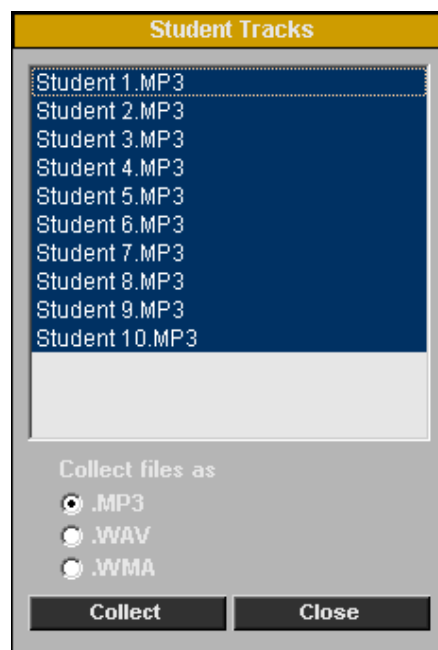 Student Tracks
Student 1.MP3
Student 2.MP3
Student 3.MP3
Student 4.MP3
Student 5.MP3
Student 6.MP3
Student 7.MP3
Student 8.MP3
Student 9.MP3
Student 10.MP3
Collect files as
.MP3
.WAV
.WMA
Collect Close